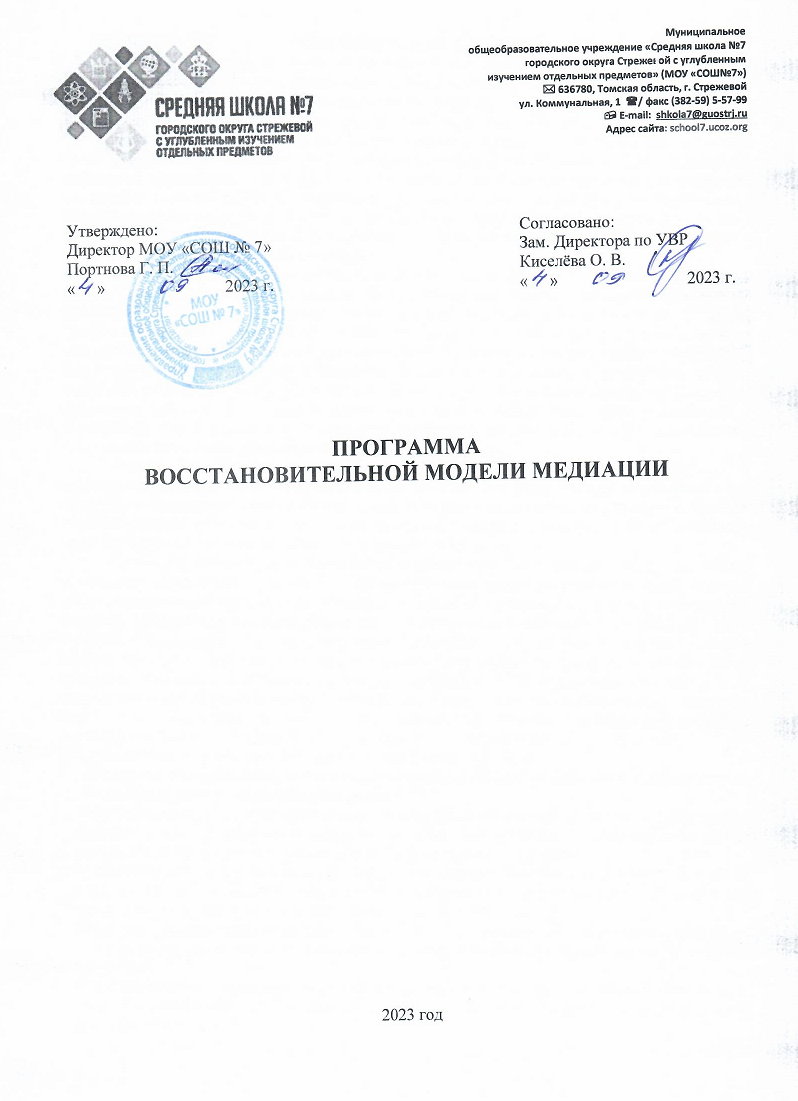 СРЕДНЯЯ ШКОЛА №7
ГОРОДСКОГО ОКРУГА СТРЕЖЕВОЙ
С УГЛУБЛЕННЫМ ИЗУЧЕНИЕМ
ОТДЕЛЬНЫХ ПРЕДМЕТОВ
Муниципальное
общеобразовательное учреждение «Средняя школа №7
городского округа Стреже ой с углубленным
изучением отдельных предметов» (МОУ «СОШ№7»)
✉ 636780, Томская область, г. Стрежевой
ул. Коммунальная, 1 ☎/ факс (382-59) 5-57-99
E-mail: shkola7@guostrj.ru
Адрес сайта: school7.ucoz.org
Утверждено:
Директор МОУ «СОШ № 7»
Портнова Г. П.
« 4 » 09 2023 г.
МОУ
«СОШ № 7»
Согласовано:
Зам. Директора по УВР
Киселёва О. В.
« 4 » 09 2023 г.
ПРОГРАММА
ВОССТАНОВИТЕЛЬНОЙ МОДЕЛИ МЕДИАЦИИ
2023 год